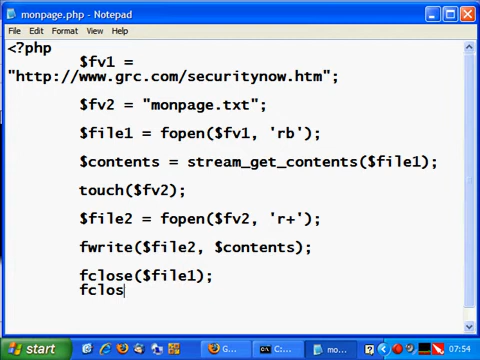 monpage.php - Notepad
File Edit Format View Help
<?php
$fv1 =
"http://www.grc.com/securitynow.htm";
$fv2 = "monpage.txt";
$file1 = fopen($fv1, 'rb');
$contents = stream_get_contents($file1);
touch($fv2);
$file2 = fopen($fv2, 'r+');
fwrite($file2, $contents);
fclose($file1);
fclos
start G... C:... mo... 07:54